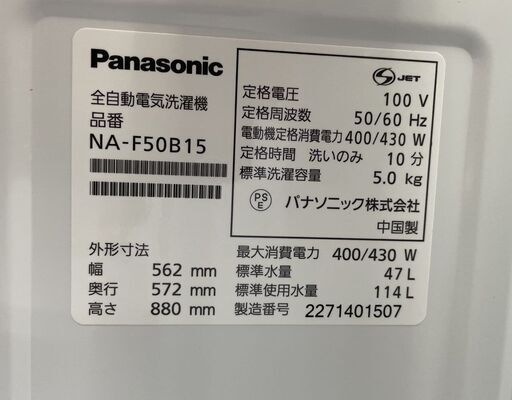 Panasonic
全自動電気洗濯機
品番
NA-F50B15
外形寸法
幅 562 mm
奥行 572 mm
高さ 880 mm
S JET
定格電圧 100 V
定格周波数 50/60 Hz
電動機定格消費電力 400/430 W
定格時間 洗いのみ 10 分
標準洗濯容量 5.0 kg
PS
E
パナソニック株式会社
中国製
最大消費電力 400/430 W
標準水量 47 L
標準使用水量 114 L
製造番号 2271401507